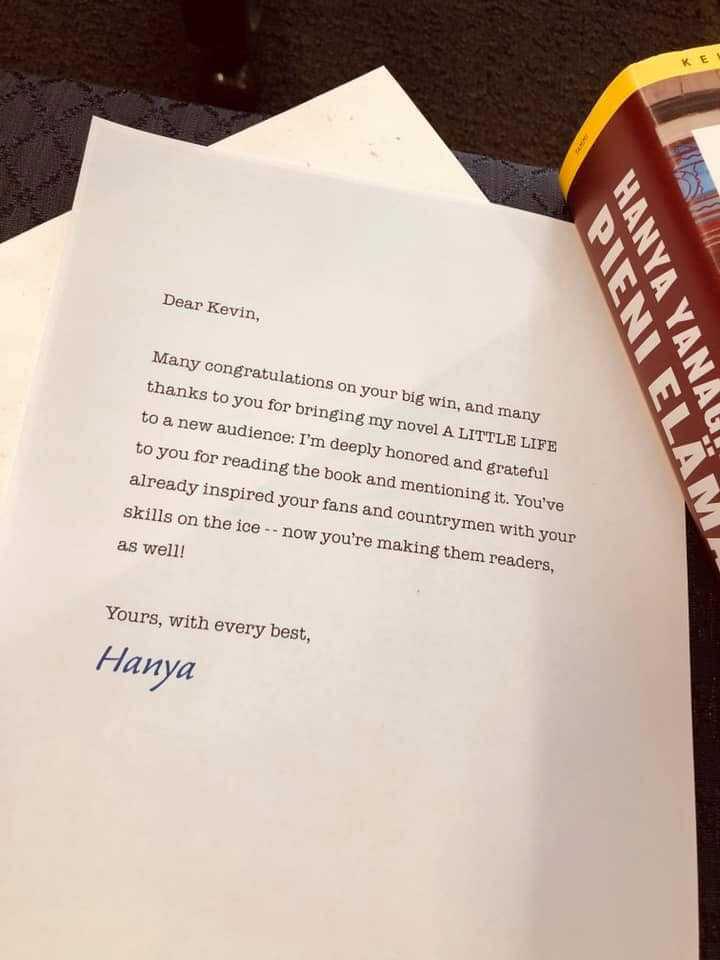 Dear Kevin,
Many congratulations on your big win, and many
thanks to you for bringing my novel A LITTLE LIFE
to a new audience: I'm deeply honored and grateful
to you for reading the book and mentioning it. You've
already inspired your fans and countrymen with your
skills on the ice -- now you're making them readers,
as well!
Yours, with every best,
Hanya
HANYA
PIENI